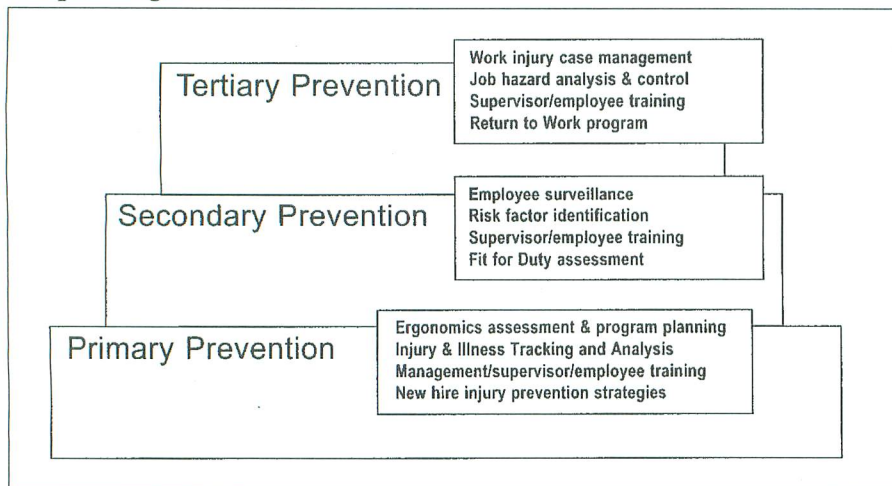 Tertiary Prevention
Work injury case management
Job hazard analysis & control
Supervisor/employee training
Return to Work program
Secondary Prevention
Employee surveillance
Risk factor identification
Supervisor/employee training
Fit for Duty assessment
Primary Prevention
Ergonomics assessment & program planning
Injury & Illness Tracking and Analysis
Management/supervisor/employee training
New hire injury prevention strategies